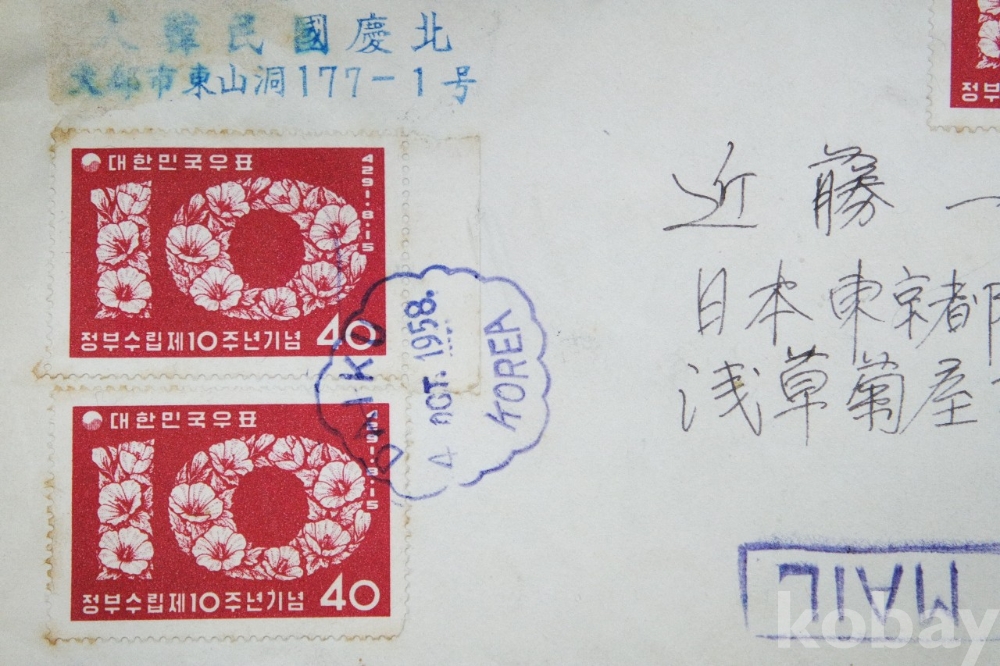 大韓民國慶北
大邱市東山洞177-1号
대한민국우표
4291.8.15
10
정부수립제10주년기념 40
대한민국우표
4291.8.15
10
정부수립제10주년기념 40
4 OCT. 1958.
KOREA
정부
近藤一
日本東京都
浅草菊屋
MAIL
kobay